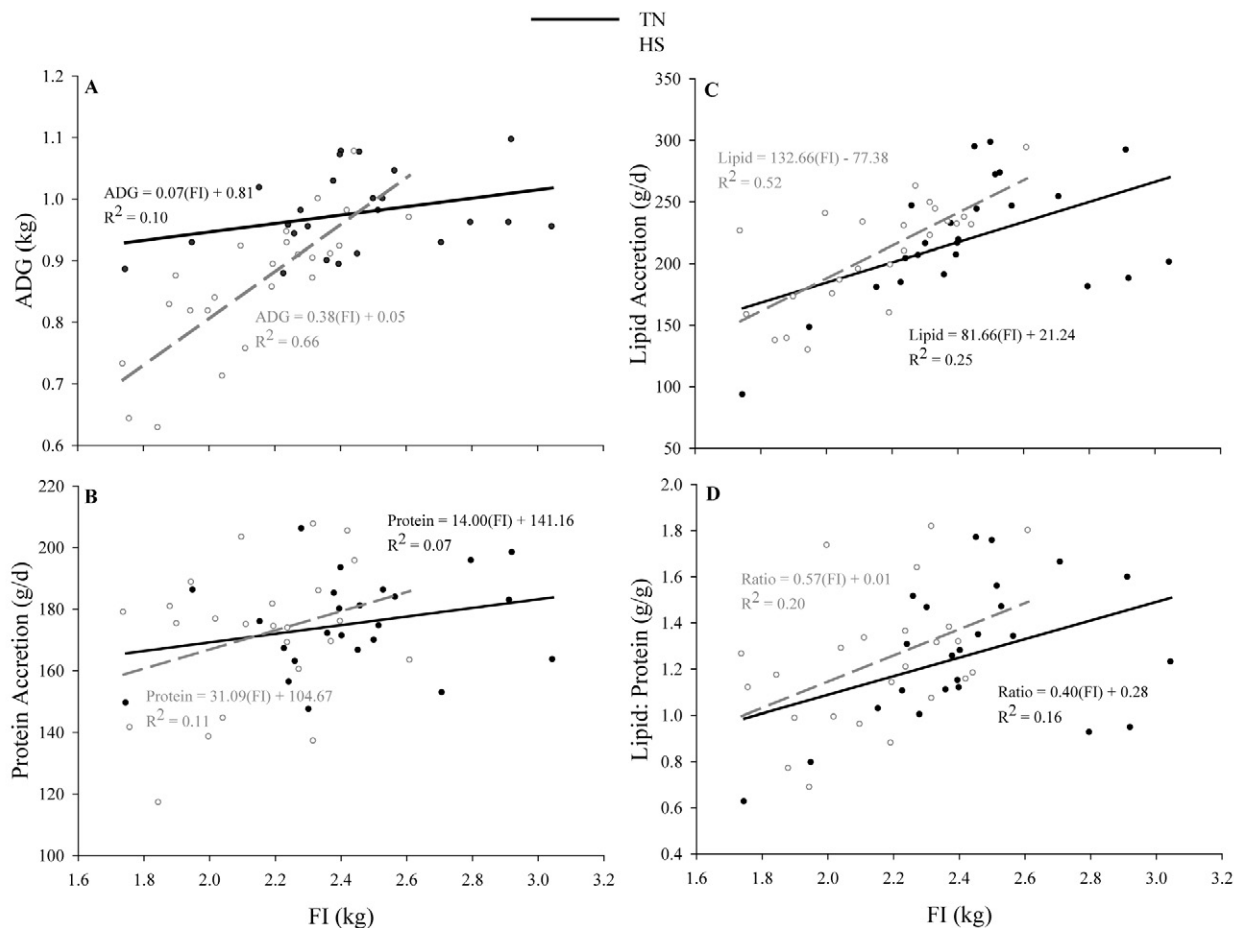 TN
HS
A
1.2
1.1
1.0
0.9
0.8
0.7
0.6
ADG (kg)
ADG = 0.07(FI) + 0.81
R2 = 0.10
ADG = 0.38(FI) + 0.05
R2 = 0.66
C
350
300
250
200
150
100
50
Lipid Accretion (g/d)
Lipid = 132.66(FI) - 77.38
R2 = 0.52
Lipid = 81.66(FI) + 21.24
R2 = 0.25
B
220
200
180
160
140
120
100
Protein Accretion (g/d)
Protein = 14.00(FI) + 141.16
R2 = 0.07
Protein = 31.09(FI) + 104.67
R2 = 0.11
1.6 1.8 2.0 2.2 2.4 2.6 2.8 3.0 3.2
FI (kg)
D
2.0
1.8
1.6
1.4
1.2
1.0
0.8
0.6
0.4
Lipid: Protein (g/g)
Ratio = 0.57(FI) + 0.01
R2 = 0.20
Ratio = 0.40(FI) + 0.28
R2 = 0.16
1.6 1.8 2.0 2.2 2.4 2.6 2.8 3.0 3.2
FI (kg)